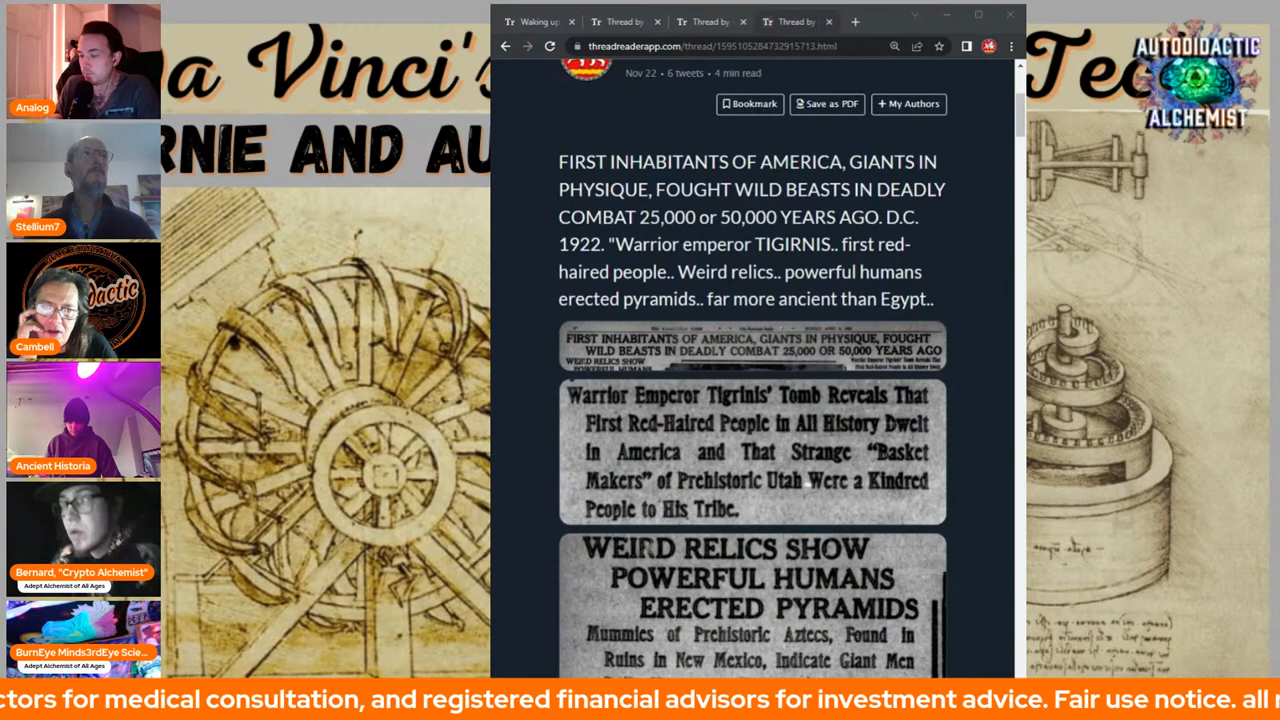 Analog
Stellium7
Cambell
Ancient Historia
Bernard, "Crypto Alchemist"
Adept Alchemist of All Ages
BurnEye Minds3rdEye Scie...
Adept Alchemist of All Ages
a Vinci's
Tec
RNIE AND AU
AUTODIDACTIC
ALCHEMIST
dactic
Waking up
Thread by
Thread by
Thread by
threadreaderapp.com/thread/1595105284732915713.html
Nov 22 • 6 tweets • 4 min read
Bookmark
Save as PDF
+ My Authors
FIRST INHABITANTS OF AMERICA, GIANTS IN
PHYSIQUE, FOUGHT WILD BEASTS IN DEADLY
COMBAT 25,000 or 50,000 YEARS AGO. D.C.
1922. "Warrior emperor TIGIRNIS.. first red-
haired people.. Weird relics.. powerful humans
erected pyramids.. far more ancient than Egypt..
FIRST INHABITANTS OF AMERICA, GIANTS IN PHYSIQUE, FOUGHT
WILD BEASTS IN DEADLY COMBAT 25,000 OR 50,000 YEARS AGO
WEIRD RELICS SHOW
POWERFUL HUMANS
Warrior Emperor Tigrinis' Tomb Reveals That
First Red-Haired People in All History Dwelt
in America and That Strange "Basket
Makers" of Prehistoric Utah Were a Kindred
People to His Tribe.
WEIRD RELICS SHOW
POWERFUL HUMANS
ERECTED PYRAMIDS
Mummies of Prehistoric Aztecs, Found in
Ruins in New Mexico, Indicate Giant Men
ctors for medical consultation, and registered financial advisors for investment advice. Fair use notice. all